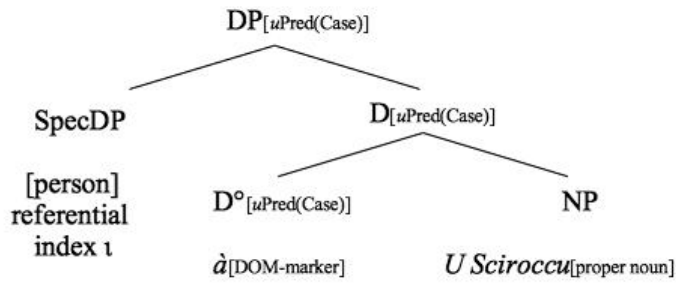 DP[uPred(Case)]
SpecDP
D[uPred(Case)]
[person]
referential
index ι
D°[uPred(Case)]
NP
à[DOM-marker]
U Sciroccu[proper noun]